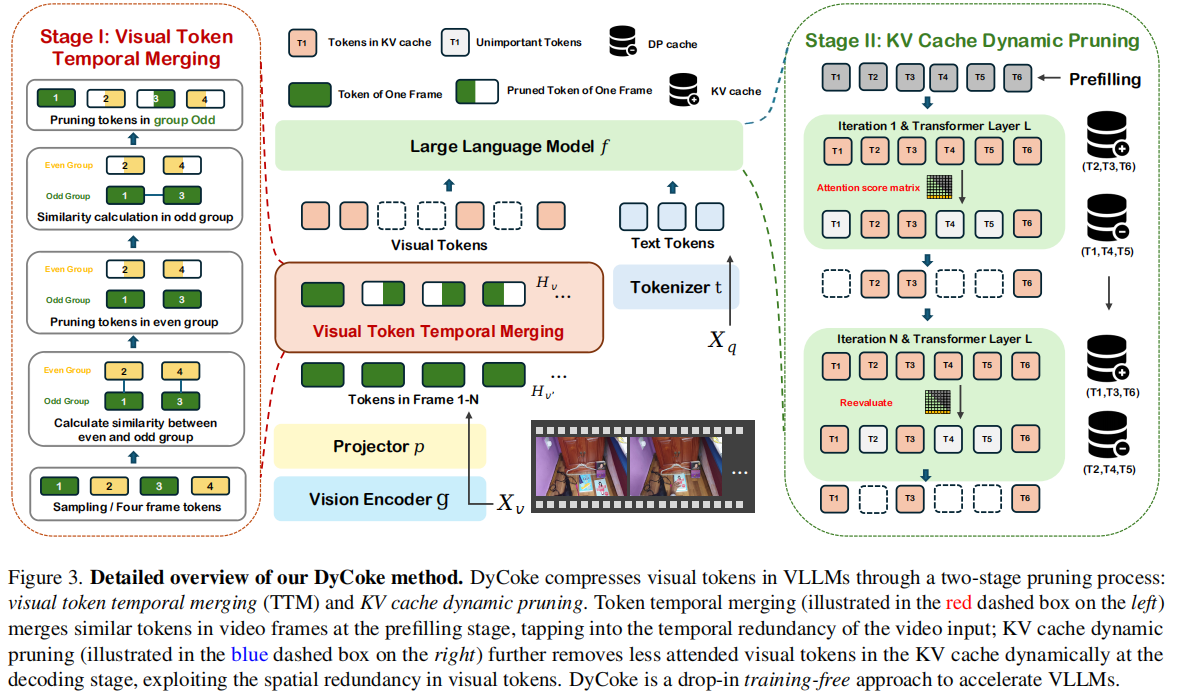 Stage I: Visual Token
Temporal Merging
1 2 3 4
Pruning tokens in group Odd
Even Group 2 4
Odd Group 1 3
Similarity calculation in odd group
Even Group 2 4
Odd Group 1 3
Pruning tokens in even group
Even Group 2 4
Odd Group 1 3
Calculate similarity between
even and odd group
1 2 3 4
Sampling / Four frame tokens
T1 Tokens in KV cache T1 Unimportant Tokens DP cache
Token of One Frame Pruned Token of One Frame KV cache
Large Language Model f
Visual Tokens Text Tokens
H_v ...
Visual Token Temporal Merging
Tokenizer t
X_q
... H_v'
Tokens in Frame 1-N
Projector p
Vision Encoder g
X_v
...
Stage II: KV Cache Dynamic Pruning
T1 T2 T3 T4 T5 T6 Prefilling
Iteration 1 & Transformer Layer L
T1 T2 T3 T4 T5 T6
(T2,T3,T6)
Attention score matrix
T1 T2 T3 T4 T5 T6
(T1,T4,T5)
T2 T3 T6
Iteration N & Transformer Layer L
T1 T2 T3 T4 T5 T6
(T1,T3,T6)
Reevaluate
T1 T2 T3 T4 T5 T6
(T2,T4,T5)
T1 T3 T6
Figure 3. Detailed overview of our DyCoke method. DyCoke compresses visual tokens in VLLMs through a two-stage pruning process:
visual token temporal merging (TTM) and KV cache dynamic pruning. Token temporal merging (illustrated in the red dashed box on the left)
merges similar tokens in video frames at the prefilling stage, tapping into the temporal redundancy of the video input; KV cache dynamic
pruning (illustrated in the blue dashed box on the right) further removes less attended visual tokens in the KV cache dynamically at the
decoding stage, exploiting the spatial redundancy in visual tokens. DyCoke is a drop-in training-free approach to accelerate VLLMs.